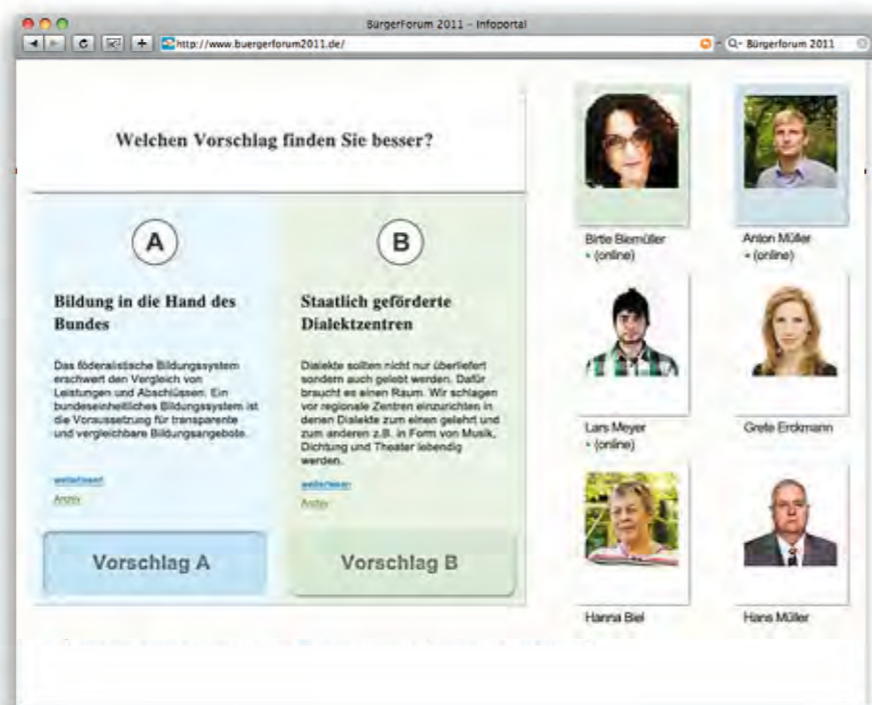 BürgerForum 2011 – Infoportal
http://www.buergerforum2011.de/
Bürgerforum 2011
Welchen Vorschlag finden Sie besser?
A
Bildung in die Hand des
Bundes
Das föderalistische Bildungssystem
erschwert den Vergleich von
Leistungen und Abschlüssen. Ein
bundeseinheitliches Bildungssystem ist
die Voraussetzung für transparente
und vergleichbare Bildungsangebote.
weiterlesen
Archiv
Vorschlag A
B
Staatlich geförderte
Dialektzentren
Dialekte sollten nicht nur überliefert
sondern auch gelebt werden. Dafür
braucht es einen Raum. Wir schlagen
vor regionale Zentren einzurichten in
denen Dialekte zum einen gelehrt und
zum anderen z.B. in Form von Musik,
Dichtung und Theater lebendig
werden.
weiterlesen
Archiv
Vorschlag B
Birtie Biemüller
(online)
Anton Müller
(online)
Lars Meyer
(online)
Grete Erckmann
Hanna Biel
Hans Müller